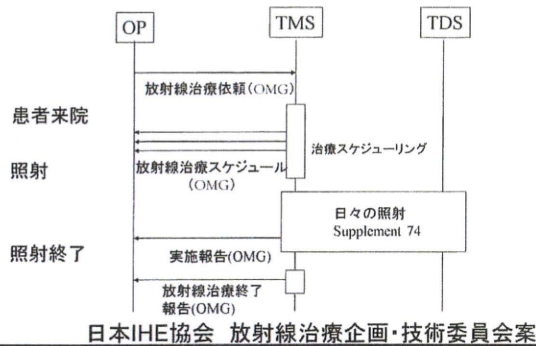 OP
TMS
TDS
放射線治療依頼(OMG)
患者来院
治療スケジューリング
照射
放射線治療スケジュール
(OMG)
日々の照射
Supplement 74
照射終了
実施報告(OMG)
放射線治療終了
報告(OMG)
日本IHE協会 放射線治療企画・技術委員会案